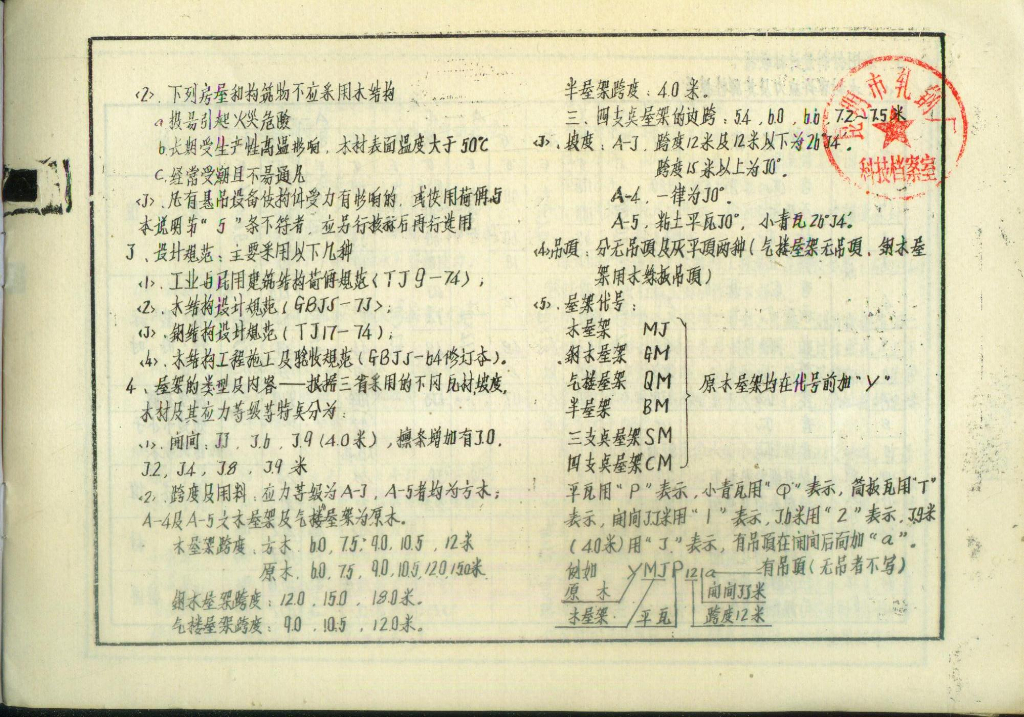 <2>、下列房屋和构筑物不应采用木结构
a 极易引起火灾危险
b.长期受生产性高温影响，木材表面温度大于50℃
C.经常受潮且不易通风
<3>、凡有悬吊设备使构件受力有影响的，或使用荷俩与
本说明第“5”条不符者，应另行核标后再行选用
3、设计规范：主要采用以下几种
<1>、工业与民用建筑结构荷俩规范（TJ9-74）；
<2>、木结构设计规范（GBJ5-73>；
<3>、钢结构设计规范（TJ17-74）；
<4>、木结构工程施工及验收规范（GBJ5-64修订本）。
4、屋架的类型及内容——根据三省采用的不同瓦材坡度，
木材及其应力等级等特点分为：
<1>、间间：3.3、3.6、3.9（4.0米），檩条增加有3.0、
3.2、3.4、3.8、3.9米
<2>、跨度及用料：应力等级为A-3，A-5者均为方木；
A-4及A-5之木屋架及气楼屋架为原木。
木屋架跨度：方木．6.0、7.5、9.0、10.5、12米
原木．6.0、7.5、9.0、10.5、12.0、15.0米．
钢木屋架跨度：12.0、15.0、18.0米。
气楼屋架跨度：9.0、10.5、12.0米。
半屋架跨度：4.0米。
三、四支点屋架的边跨：5.4、6.0、6.6、7.2~7.5米
<3>、坡度：A-3，跨度12米及12米以下为26°34′。
跨度15米以上为30°。
A-4，一律为30°。
A-5，粘土平瓦30°，小青瓦26°34′。
<4>吊顶：分无吊顶及灰平顶两种（气楼屋架无吊顶、钢木屋
架用木丝板吊顶）
<5>、屋架代号
木屋架 MJ
钢木屋架 GM
气楼屋架 QM
半屋架 BM
三支点屋架 SM
四支点屋架 CM
原木屋架均在代号前加“Y”
平瓦用“P”表示，小青瓦用“Q”表示，筒板瓦用“T”
表示，间间3.3米用“1”表示，3.6米用“2”表示，3.9米
（4.0米）用“3”表示，有吊顶在间间后面加“a”。
例如 YMJP121a——有吊顶（无吊者不写）
原木 间间3.3米
木屋架 平瓦 跨度12米
昆明市轧钢厂
科技档案室